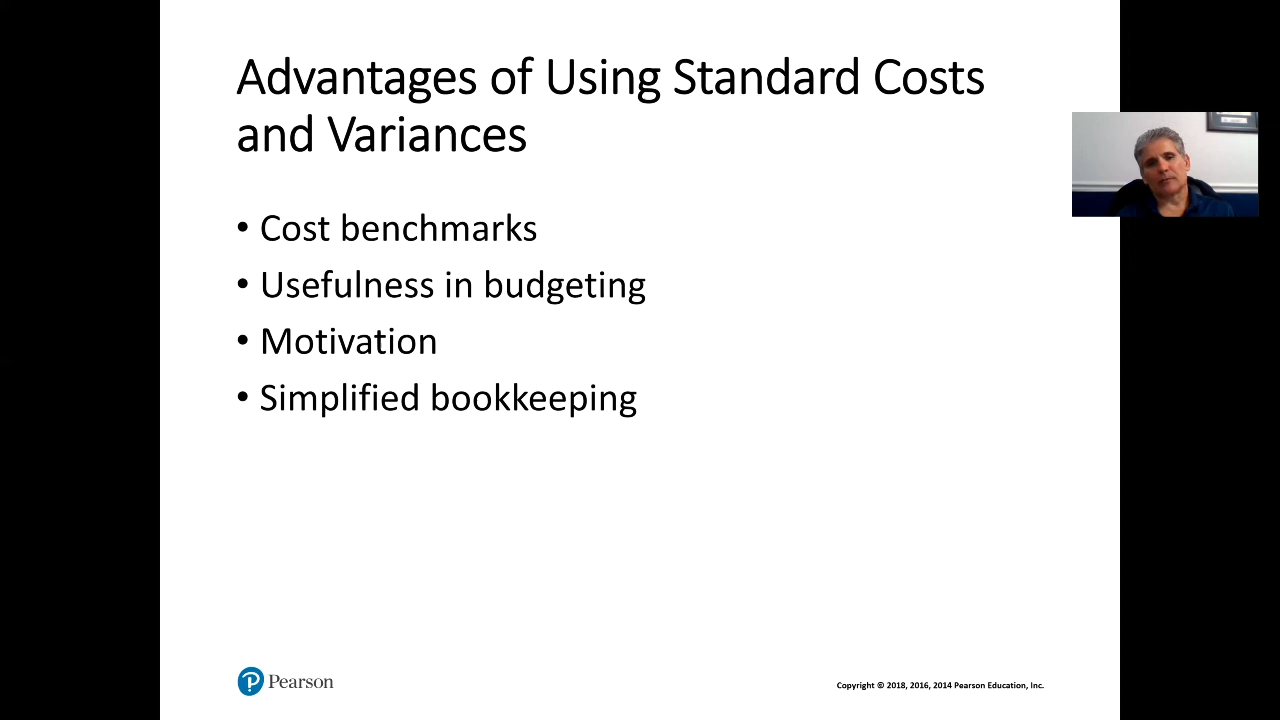 Advantages of Using Standard Costs
and Variances
• Cost benchmarks
• Usefulness in budgeting
• Motivation
• Simplified bookkeeping
P Pearson
Copyright © 2018, 2016, 2014 Pearson Education, Inc.